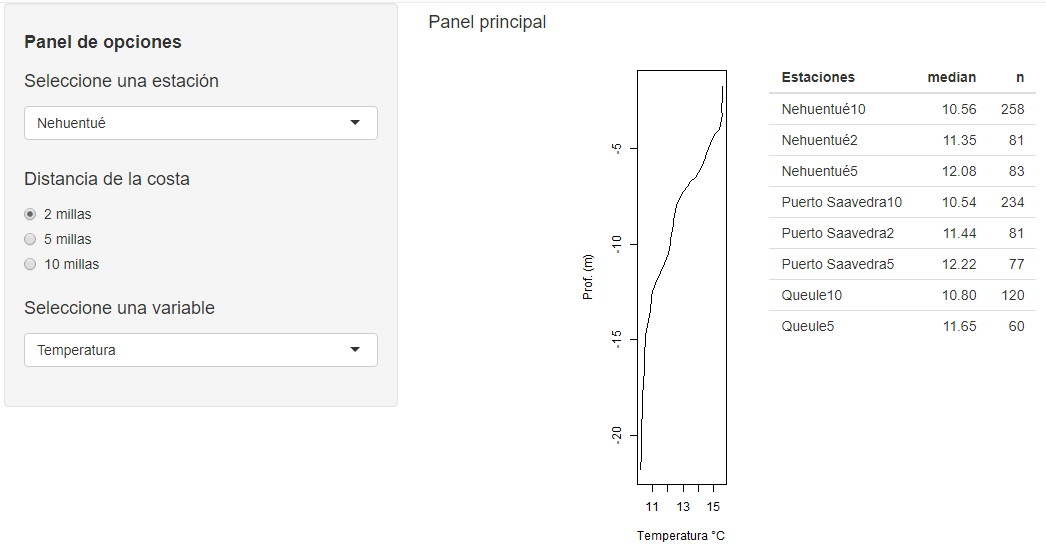 Panel de opciones
Seleccione una estación
Nehuentué
Distancia de la costa
2 millas
5 millas
10 millas
Seleccione una variable
Temperatura
Panel principal
-5
-10
-15
-20
Prof. (m)
11 13 15
Temperatura °C
Estaciones median n
Nehuentué10 10.56 258
Nehuentué2 11.35 81
Nehuentué5 12.08 83
Puerto Saavedra10 10.54 234
Puerto Saavedra2 11.44 81
Puerto Saavedra5 12.22 77
Queule10 10.80 120
Queule5 11.65 60